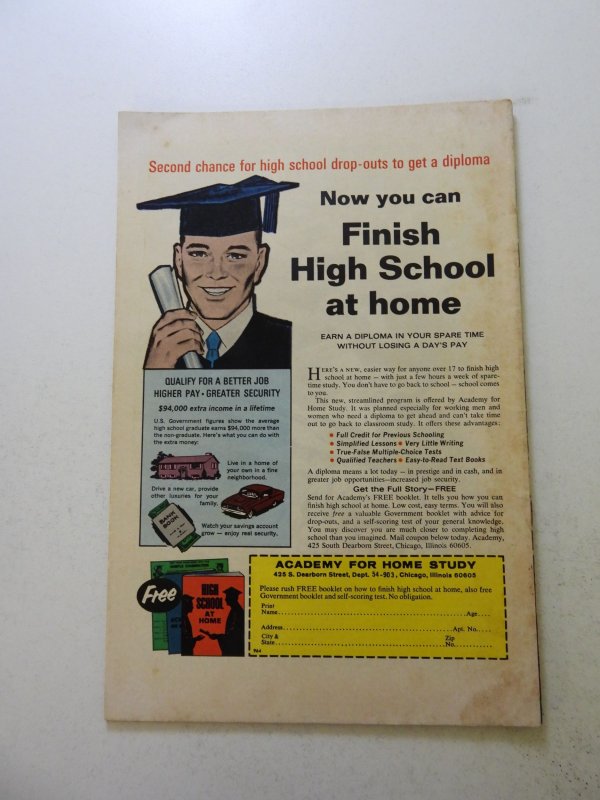 Second chance for high school drop-outs to get a diploma
Now you can
Finish
High School
at home
EARN A DIPLOMA IN YOUR SPARE TIME
WITHOUT LOSING A DAY'S PAY
HERE'S A NEW, easier way for anyone over 17 to finish high
school at home — with just a few hours a week of spare-
time study. You don't have to go back to school — school comes
to you.
This new, streamlined program is offered by Academy for
Home Study. It was planned especially for working men and
women who need a diploma to get ahead and can't take time
out to go back to classroom study. It offers these advantages:
• Full Credit for Previous Schooling
• Simplified Lessons • Very Little Writing
• True-False Multiple-Choice Tests
• Qualified Teachers • Easy-to-Read Text Books
A diploma means a lot today — in prestige and in cash, and in
greater job opportunities—increased job security.
Get the Full Story—FREE
Send for Academy's FREE booklet. It tells you how you can
finish high school at home. Low cost, easy terms. You will also
receive free a valuable Government booklet with advice for
drop-outs, and a self-scoring test of your general knowledge.
You may discover you are much closer to completing high
school than you imagined. Mail coupon below today. Academy,
425 South Dearborn Street, Chicago, Illinois 60605.
QUALIFY FOR A BETTER JOB
HIGHER PAY • GREATER SECURITY
$94,000 extra income in a lifetime
U.S. Government figures show the average
high school graduate earns $94,000 more than
the non-graduate. Here's what you can do with
the extra money:
Live in a home of
your own in a fine
neighborhood.
Drive a new car, provide
other luxuries for your
family.
BANK
BOOK
Watch your savings account
grow — enjoy real security.
Free
HIGH
SCHOOL
AT
HOME
ACADEMY FOR HOME STUDY
425 S. Dearborn Street, Dept. 54-903, Chicago, Illinois 60605
Please rush FREE booklet on how to finish high school at home, also free
Government booklet and self-scoring test. No obligation.
Print
Name Age
Address Apt. No.
City & Zip
State No.